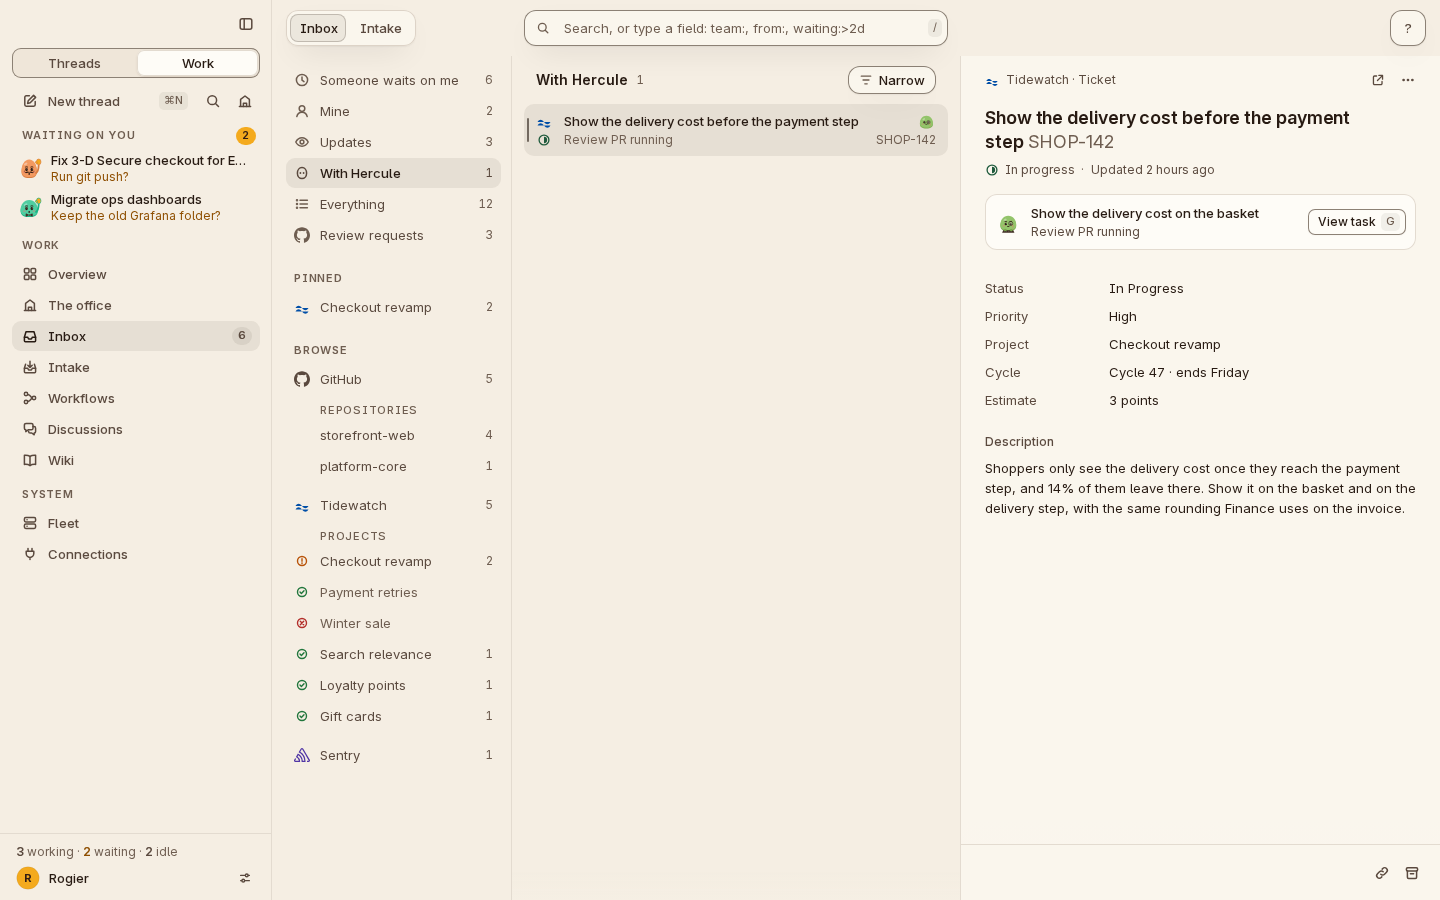 Threads
Work
New thread
⌘N
WAITING ON YOU
2
Fix 3-D Secure checkout for E...
Run git push?
Migrate ops dashboards
Keep the old Grafana folder?
WORK
Overview
The office
Inbox
6
Intake
Workflows
Discussions
Wiki
SYSTEM
Fleet
Connections
3 working · 2 waiting · 2 idle
R
Rogier
Inbox
Intake
Someone waits on me
6
Mine
2
Updates
3
With Hercule
1
Everything
12
Review requests
3
PINNED
Checkout revamp
2
BROWSE
GitHub
5
REPOSITORIES
storefront-web
4
platform-core
1
Tidewatch
5
PROJECTS
Checkout revamp
2
Payment retries
Winter sale
Search relevance
1
Loyalty points
1
Gift cards
1
Sentry
1
Search, or type a field: team:, from:, waiting:>2d
/
?
With Hercule 1
Narrow
Show the delivery cost before the payment step
Review PR running
SHOP-142
Tidewatch · Ticket
Show the delivery cost before the payment
step SHOP-142
In progress · Updated 2 hours ago
Show the delivery cost on the basket
Review PR running
View task G
Status
In Progress
Priority
High
Project
Checkout revamp
Cycle
Cycle 47 · ends Friday
Estimate
3 points
Description
Shoppers only see the delivery cost once they reach the payment
step, and 14% of them leave there. Show it on the basket and on the
delivery step, with the same rounding Finance uses on the invoice.